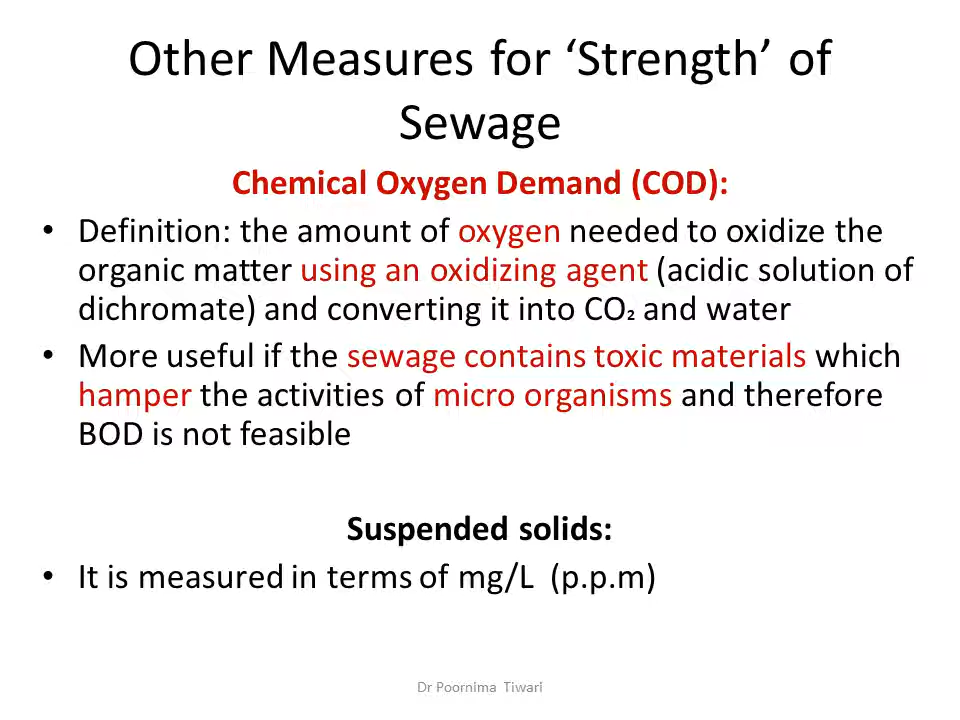 Other Measures for ‘Strength’ of
Sewage
Chemical Oxygen Demand (COD):
• Definition: the amount of oxygen needed to oxidize the
organic matter using an oxidizing agent (acidic solution of
dichromate) and converting it into CO₂ and water
• More useful if the sewage contains toxic materials which
hamper the activities of micro organisms and therefore
BOD is not feasible
Suspended solids:
• It is measured in terms of mg/L (p.p.m)
Dr Poornima Tiwari